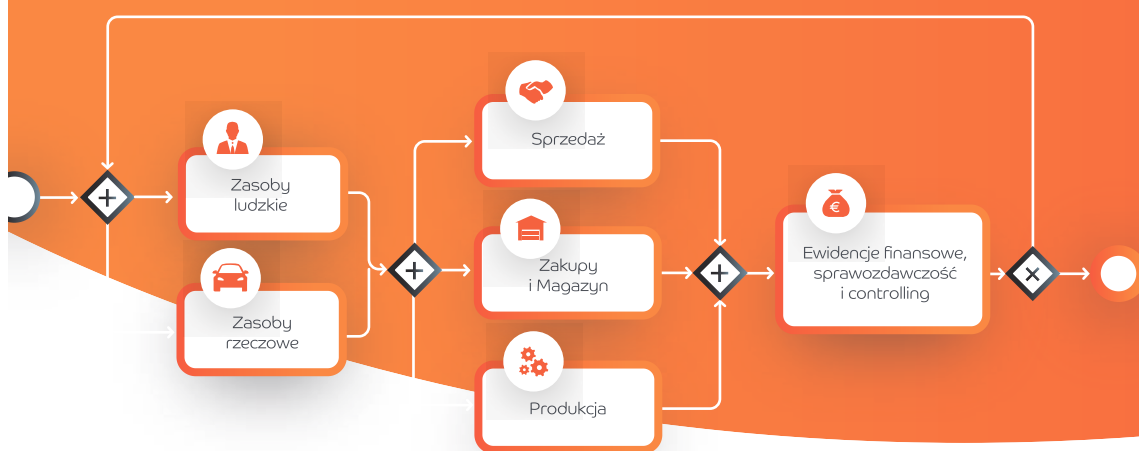 Zasoby
ludzkie
Zasoby
rzeczowe
Sprzedaż
Zakupy
i Magazyn
Produkcja
Ewidencje finansowe,
sprawozdawczość
i controlling